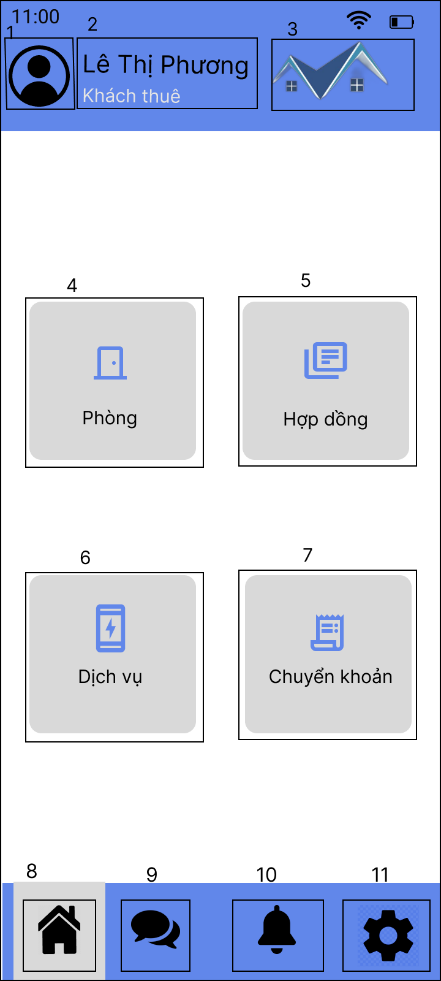 11:00
1
2
3
Lê Thị Phương
Khách thuê
4
5
Phòng
Hợp dồng
6
7
Dịch vụ
Chuyển khoản
8
9
10
11